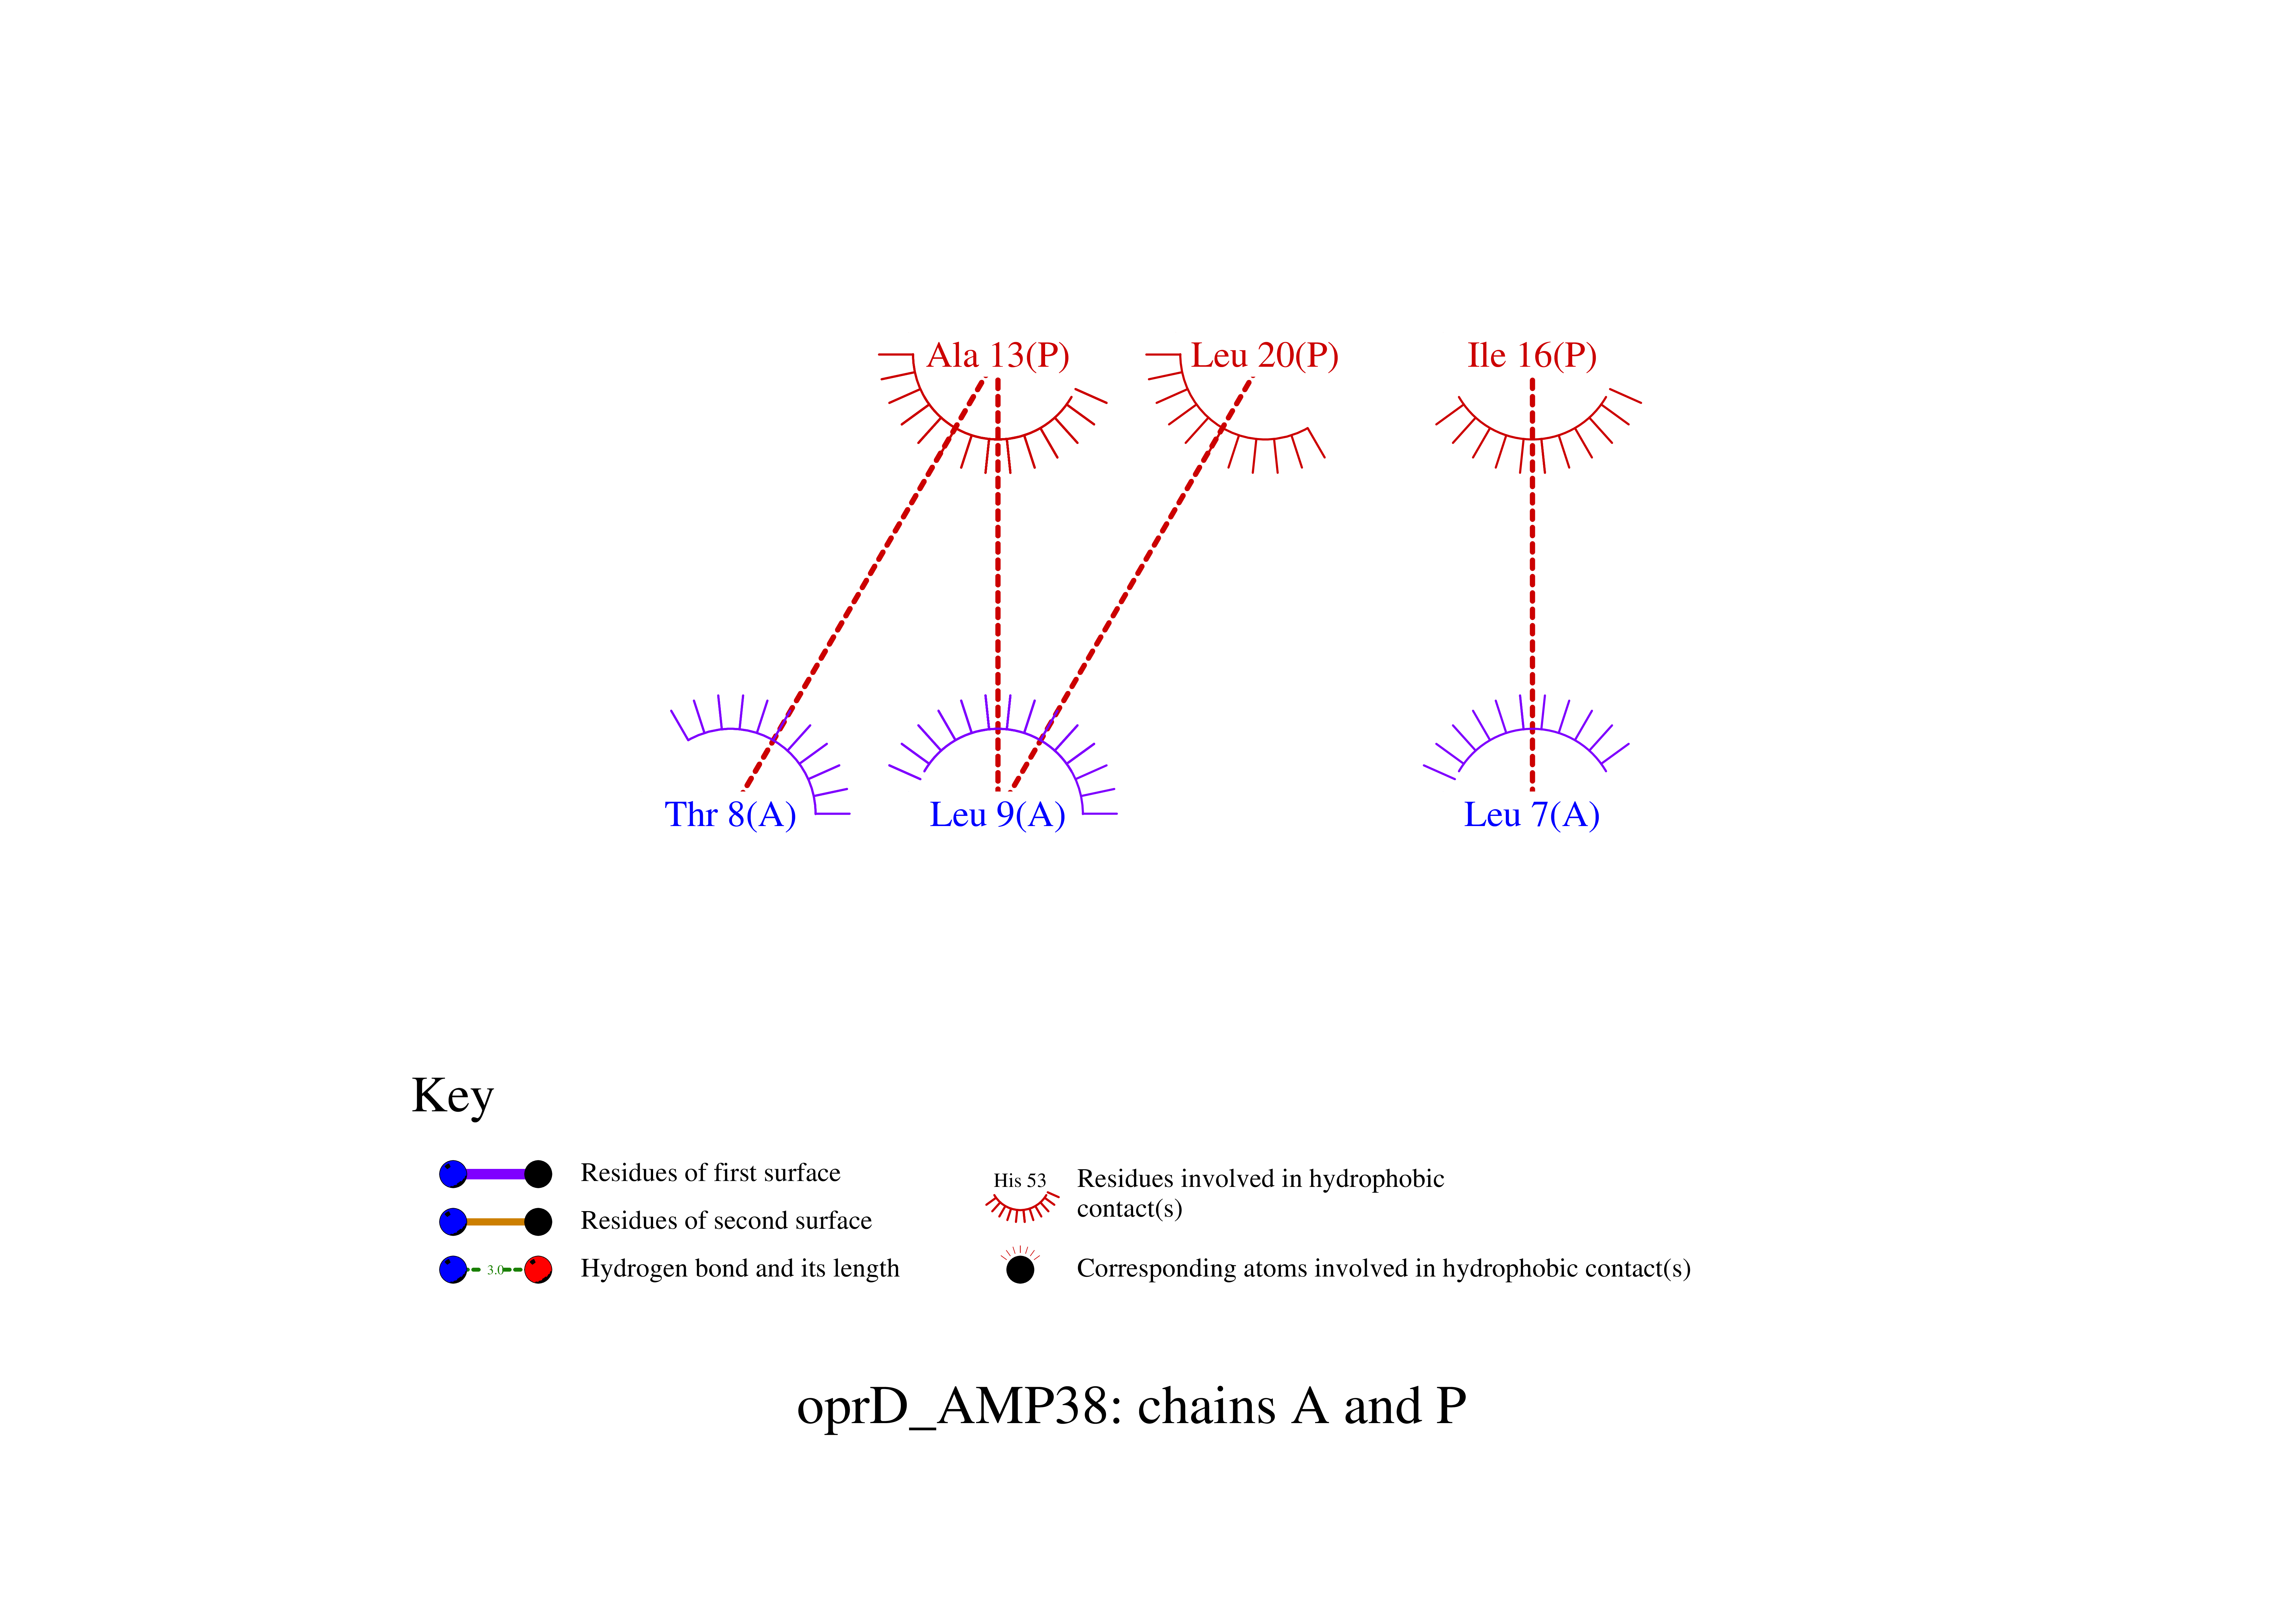 Ala 13(P) Leu 20(P) Ile 16(P)
Thr 8(A) Leu 9(A) Leu 7(A)
Key
Residues of first surface
Residues of second surface
3.0 Hydrogen bond and its length
His 53 Residues involved in hydrophobic
contact(s)
Corresponding atoms involved in hydrophobic contact(s)
oprD_AMP38: chains A and P